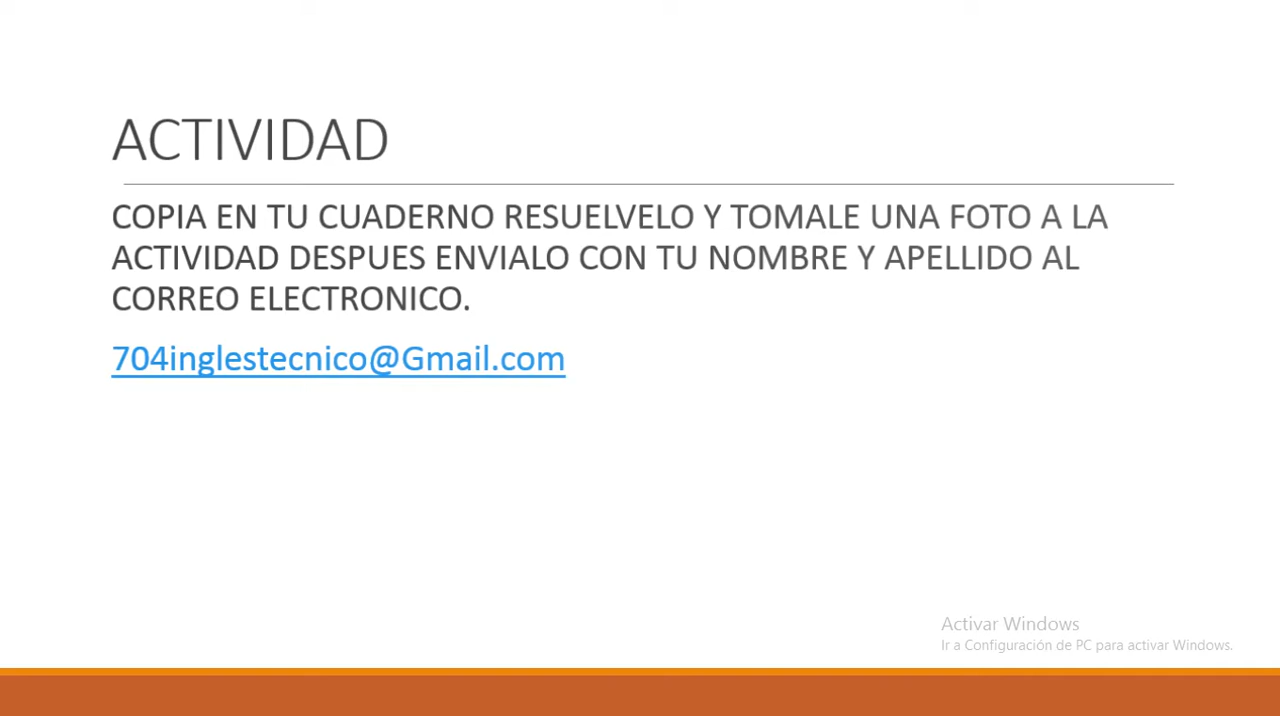 ACTIVIDAD
COPIA EN TU CUADERNO RESUELVELO Y TOMALE UNA FOTO A LA
ACTIVIDAD DESPUES ENVIALO CON TU NOMBRE Y APELLIDO AL
CORREO ELECTRONICO.
704inglestecnico@Gmail.com
Activar Windows
Ir a Configuración de PC para activar Windows.